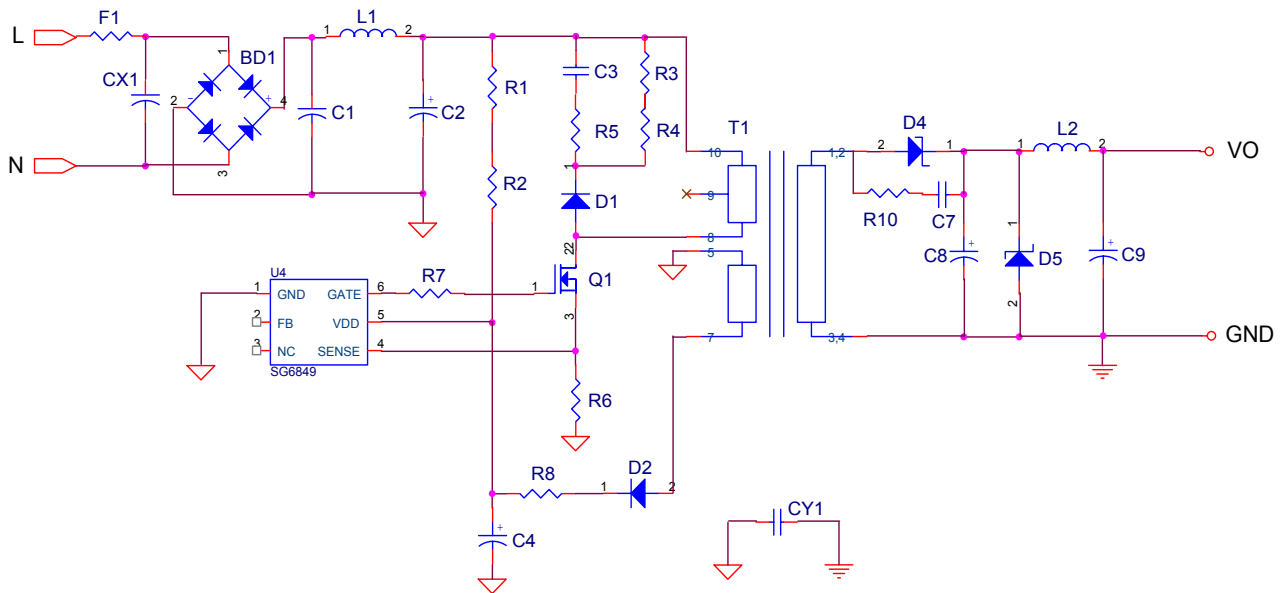 L
F1
1
L1
2
CX1
1
BD1
2
-
+
4
3
C1
+
C2
N
R1
R2
C3
R5
R3
R4
1
D1
22
Q1
1
3
T1
10
9
8
5
7
1,2
3,4
2
D4
1
R10
C7
+
C8
1
D5
2
1
L2
2
+
C9
VO
GND
U4
1
GND
GATE
6
2
FB
VDD
5
3
NC
SENSE
4
SG6849
R7
R6
R8
1
D2
2
+
C4
CY1